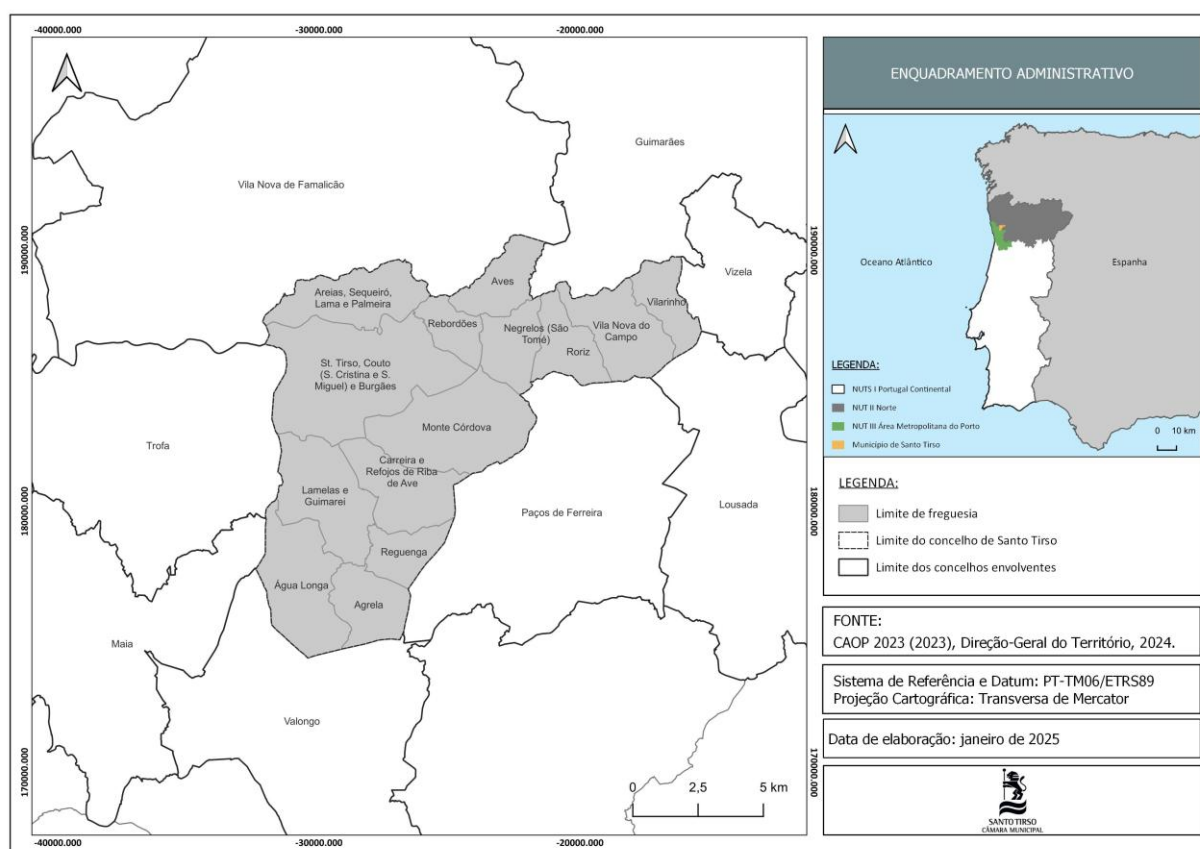 -40000.000
-30000.000
-20000.000
190000.000
180000.000
170000.000
Guimarães
Vila Nova de Famalicão
Vizela
Aves
Areias, Sequeiró,
Lama e Palmeira
Vilarinho
Rebordões
Negrelos (São
Tomé)
Vila Nova do
Campo
Roriz
St. Tirso, Couto
(S. Cristina e S.
Miguel) e Burgães
Monte Córdova
Trofa
Carreira e
Refojos de Riba
de Ave
Lamelas e
Guimarei
Paços de Ferreira
Lousada
Reguenga
Água Longa
Agrela
Maia
Valongo
0 2,5 5 km
190000.000
180000.000
170000.000
-40000.000
-30000.000
-20000.000
ENQUADRAMENTO ADMINISTRATIVO
Oceano Atlântico
Espanha
LEGENDA:
NUTS I Portugal Continental
NUT II Norte
NUT III Área Metropolitana do Porto
Município de Santo Tirso
0 10 km
LEGENDA:
Limite de freguesia
Limite do concelho de Santo Tirso
Limite dos concelhos envolventes
FONTE:
CAOP 2023 (2023), Direção-Geral do Território, 2024.
Sistema de Referência e Datum: PT-TM06/ETRS89
Projeção Cartográfica: Transversa de Mercator
Data de elaboração: janeiro de 2025
SANTO TIRSO
CÂMARA MUNICIPAL